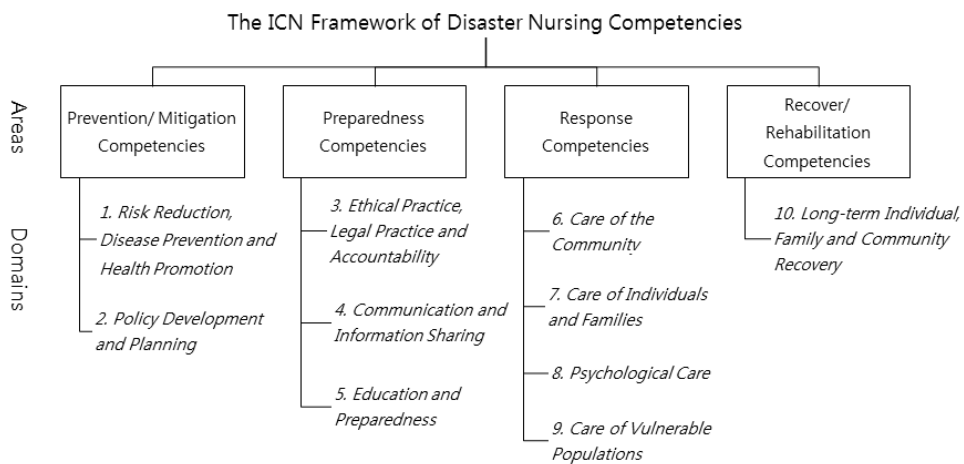 The ICN Framework of Disaster Nursing Competencies
Areas
Prevention/ Mitigation
Competencies
Preparedness
Competencies
Response
Competencies
Recover/
Rehabilitation
Competencies
Domains
1. Risk Reduction,
Disease Prevention and
Health Promotion
2. Policy Development
and Planning
3. Ethical Practice,
Legal Practice and
Accountability
4. Communication and
Information Sharing
5. Education and
Preparedness
6. Care of the
Community
7. Care of Individuals
and Families
8. Psychological Care
9. Care of Vulnerable
Populations
10. Long-term Individual,
Family and Community
Recovery